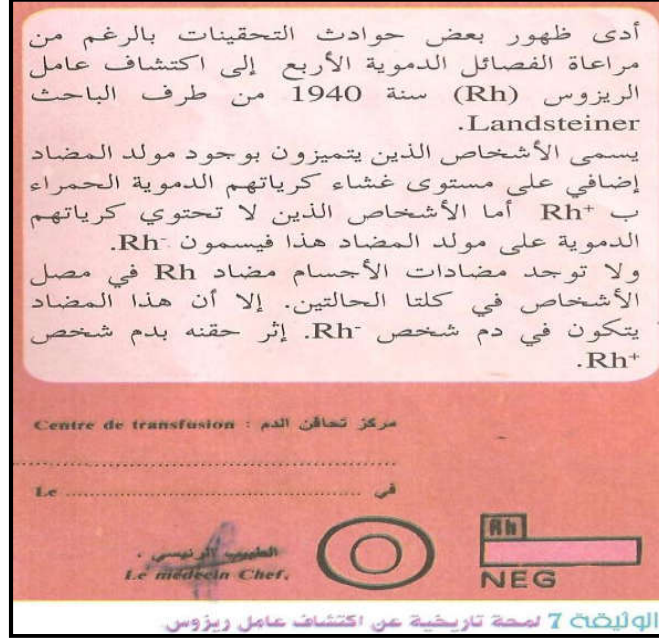 أدى ظهور بعض حوادث التحقينات بالرغم من
مراعاة الفصائل الدموية الأربع إلى اكتشاف عامل
الريزوس (Rh) سنة 1940 من طرف الباحث
Landsteiner.
يسمى الأشخاص الذين يتميزون بوجود مولد المضاد
إضافي على مستوى غشاء كرياتهم الدموية الحمراء
ب Rh⁺ أما الأشخاص الذين لا تحتوي كرياتهم
الدموية على مولد المضاد هذا فيسمون Rh⁻.
ولا توجد مضادات الأجسام مضاد Rh في مصل
الأشخاص في كلتا الحالتين. إلا أن هذا المضاد
يتكون في دم شخص Rh⁻. إثر حقنه بدم شخص
Rh⁺.
مركز تحاقن الدم : Centre de transfusion
في ............ Le
الطبيب الرئيسي .
Le médecin Chef.
O
Rh
NEG
الوثيقة 7 لمحة تاريخية عن اكتشاف عامل ريزوس.